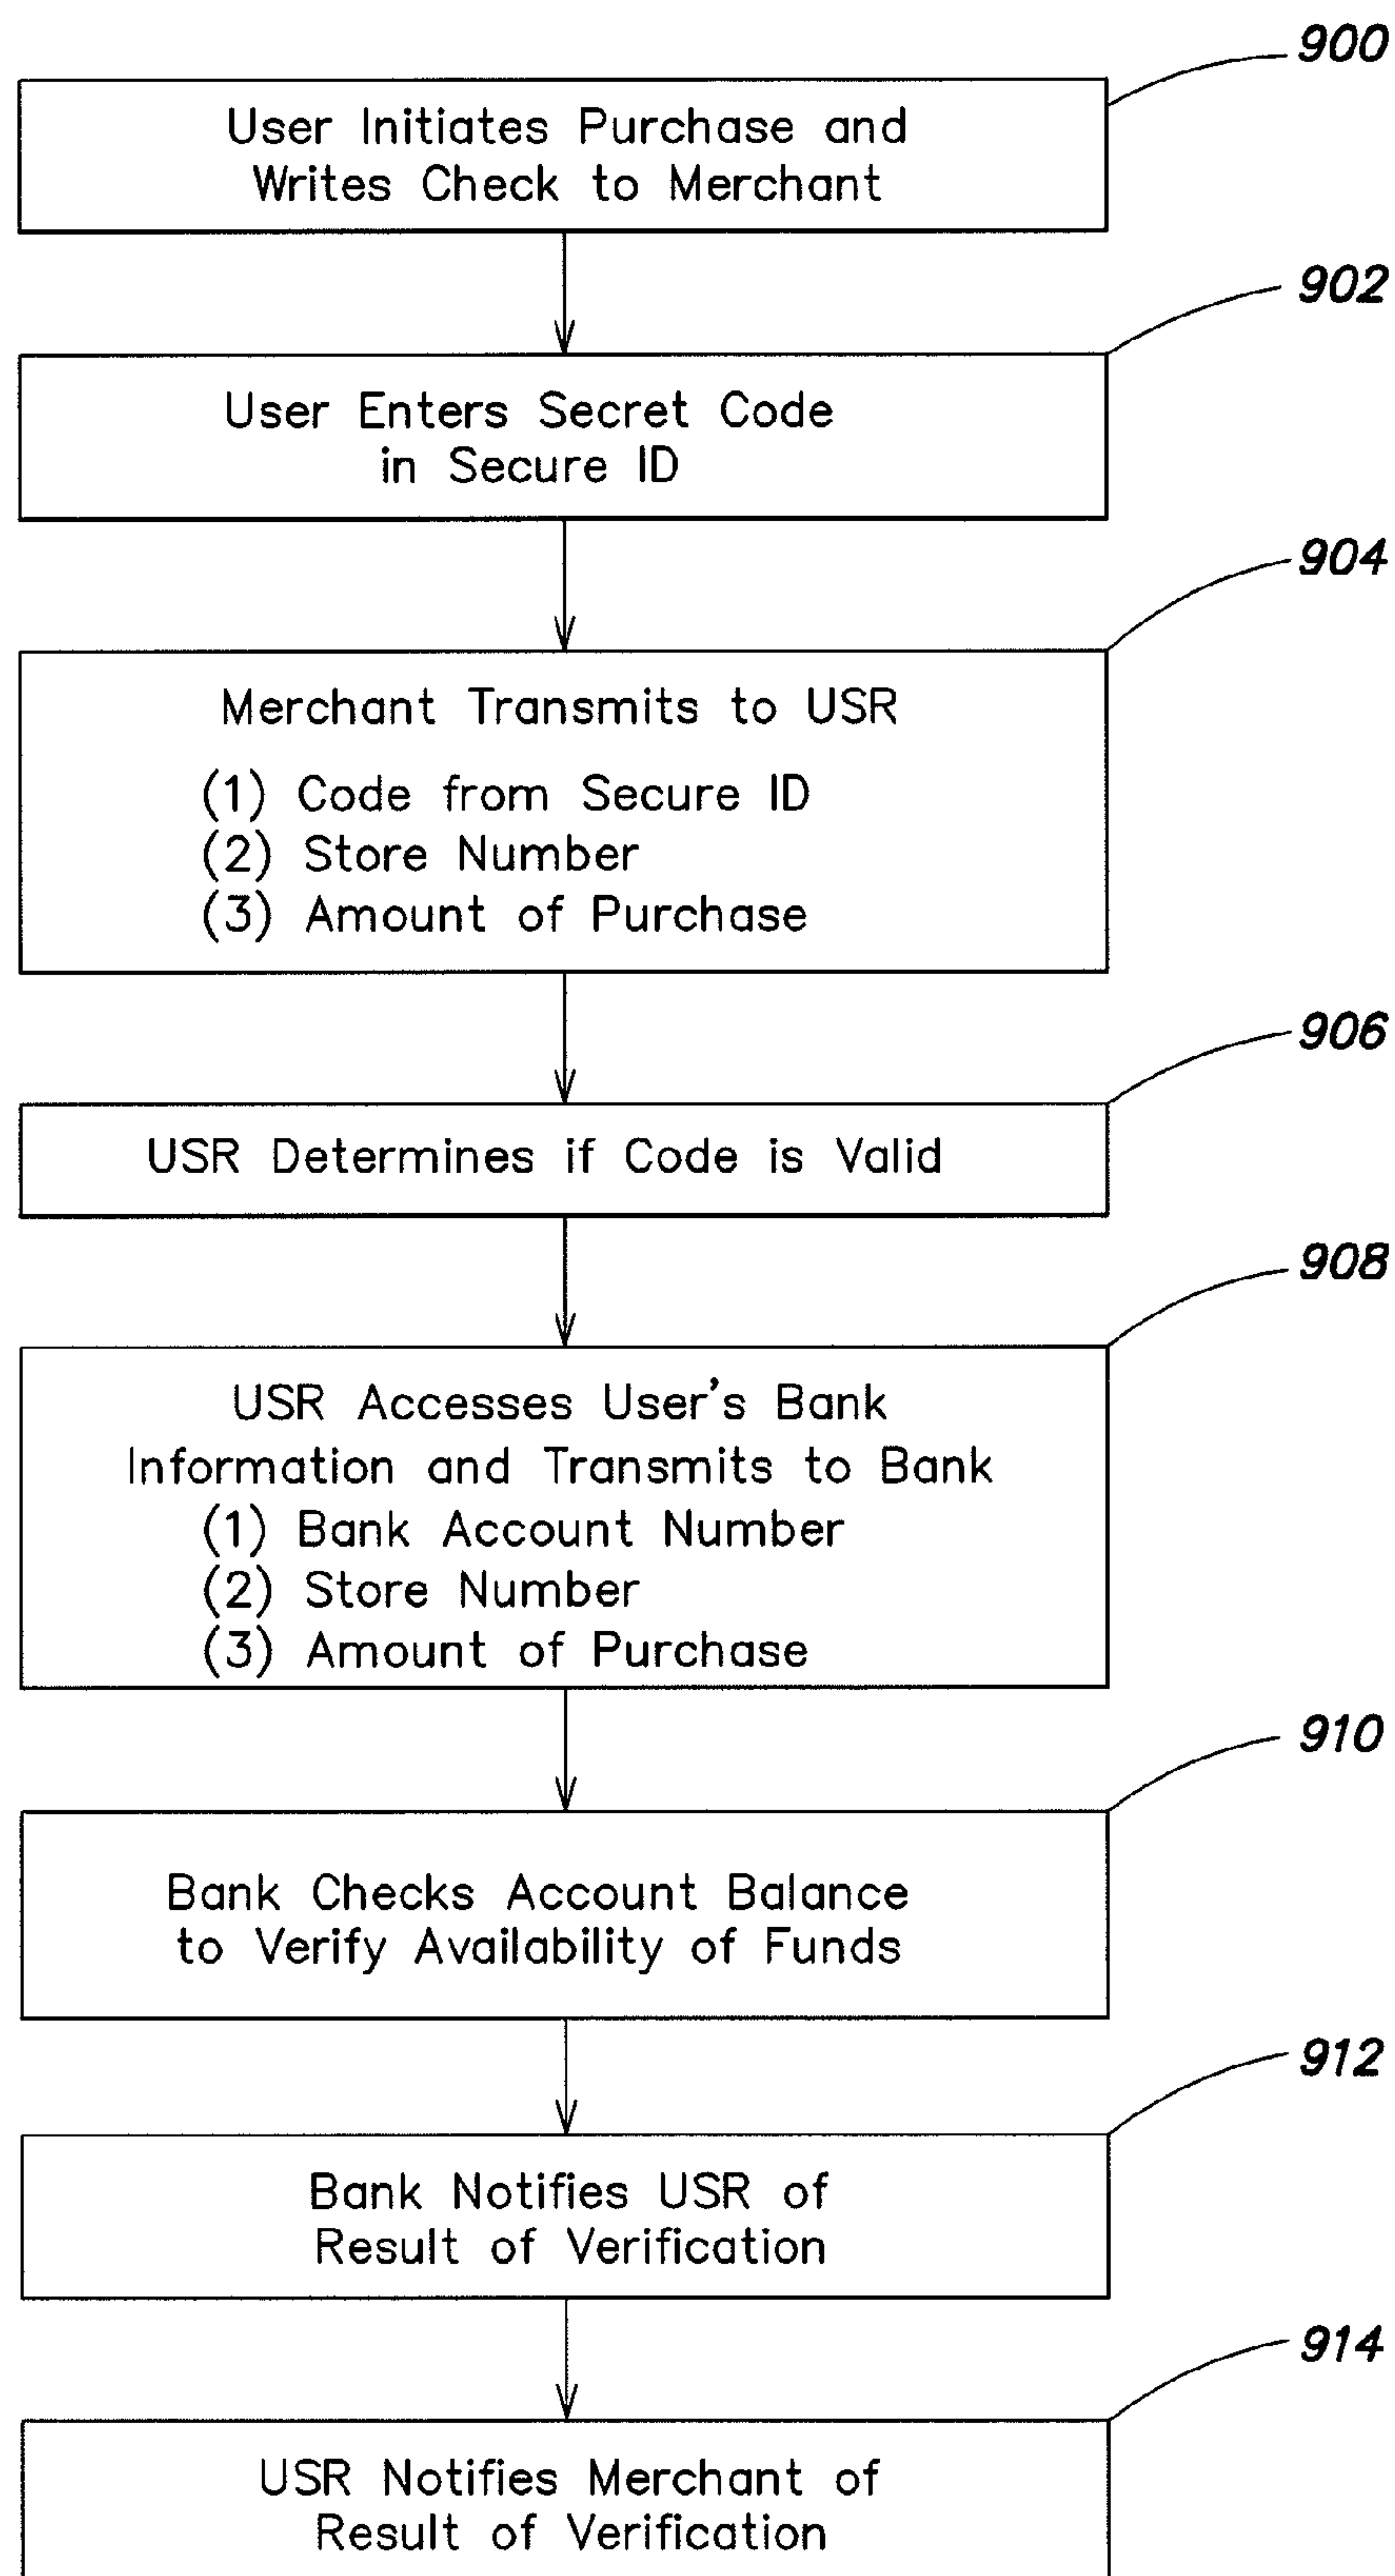 900
User Initiates Purchase and
Writes Check to Merchant
902
User Enters Secret Code
in Secure ID
904
Merchant Transmits to USR
(1) Code from Secure ID
(2) Store Number
(3) Amount of Purchase
906
USR Determines if Code is Valid
908
USR Accesses User's Bank
Information and Transmits to Bank
(1) Bank Account Number
(2) Store Number
(3) Amount of Purchase
910
Bank Checks Account Balance
to Verify Availability of Funds
912
Bank Notifies USR of
Result of Verification
914
USR Notifies Merchant of
Result of Verification